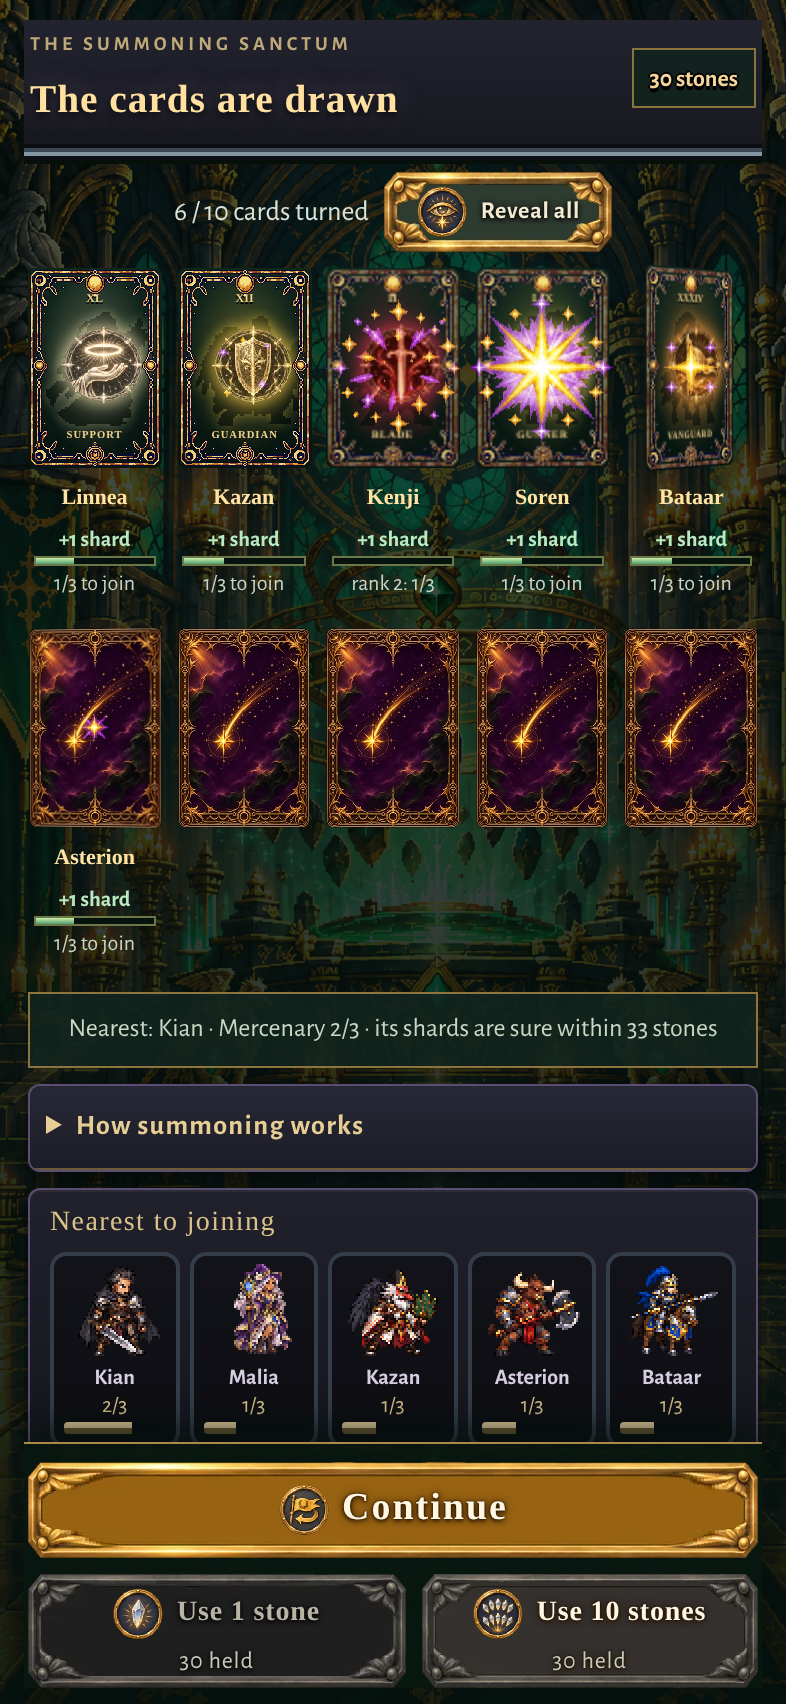 THE SUMMONING SANCTUM
The cards are drawn
30 stones
6 / 10 cards turned
Reveal all
XL
XII
XXXIV
SUPPORT
GUARDIAN
BLADE
GUNNER
VANGUARD
Linnea
Kazan
Kenji
Soren
Bataar
+1 shard
+1 shard
+1 shard
+1 shard
+1 shard
1/3 to join
1/3 to join
rank 2: 1/3
1/3 to join
1/3 to join
Asterion
+1 shard
1/3 to join
Nearest: Kian · Mercenary 2/3 · its shards are sure within 33 stones
How summoning works
Nearest to joining
Kian
Malia
Kazan
Asterion
Bataar
2/3
1/3
1/3
1/3
1/3
Continue
Use 1 stone
30 held
Use 10 stones
30 held